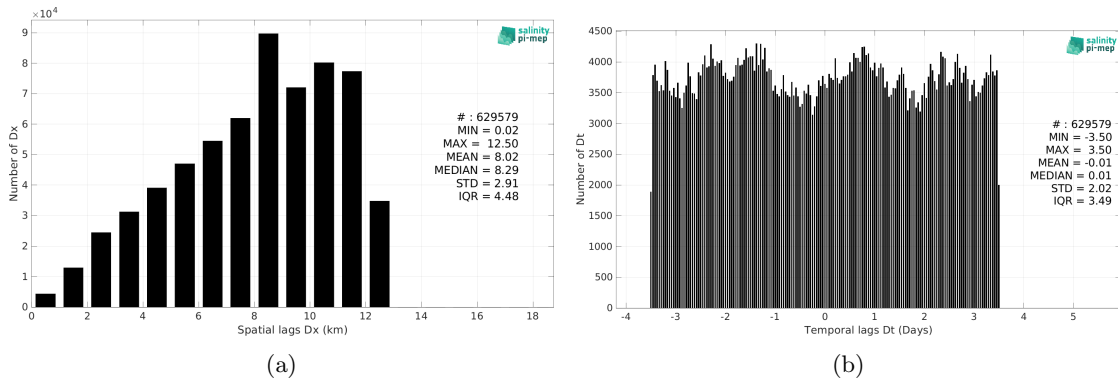 ×10⁴
9
8
7
6
5
4
3
2
1
0
Number of Dx
0 2 4 6 8 10 12 14 16 18
Spatial lags Dx (km)
salinity
pi-mep
# : 629579
MIN = 0.02
MAX = 12.50
MEAN = 8.02
MEDIAN = 8.29
STD = 2.91
IQR = 4.48
(a)
4500
4000
3500
3000
2500
2000
1500
1000
500
0
Number of Dt
-4 -3 -2 -1 0 1 2 3 4 5
Temporal lags Dt (Days)
salinity
pi-mep
# : 629579
MIN = -3.50
MAX = 3.50
MEAN = -0.01
MEDIAN = 0.01
STD = 2.02
IQR = 3.49
(b)